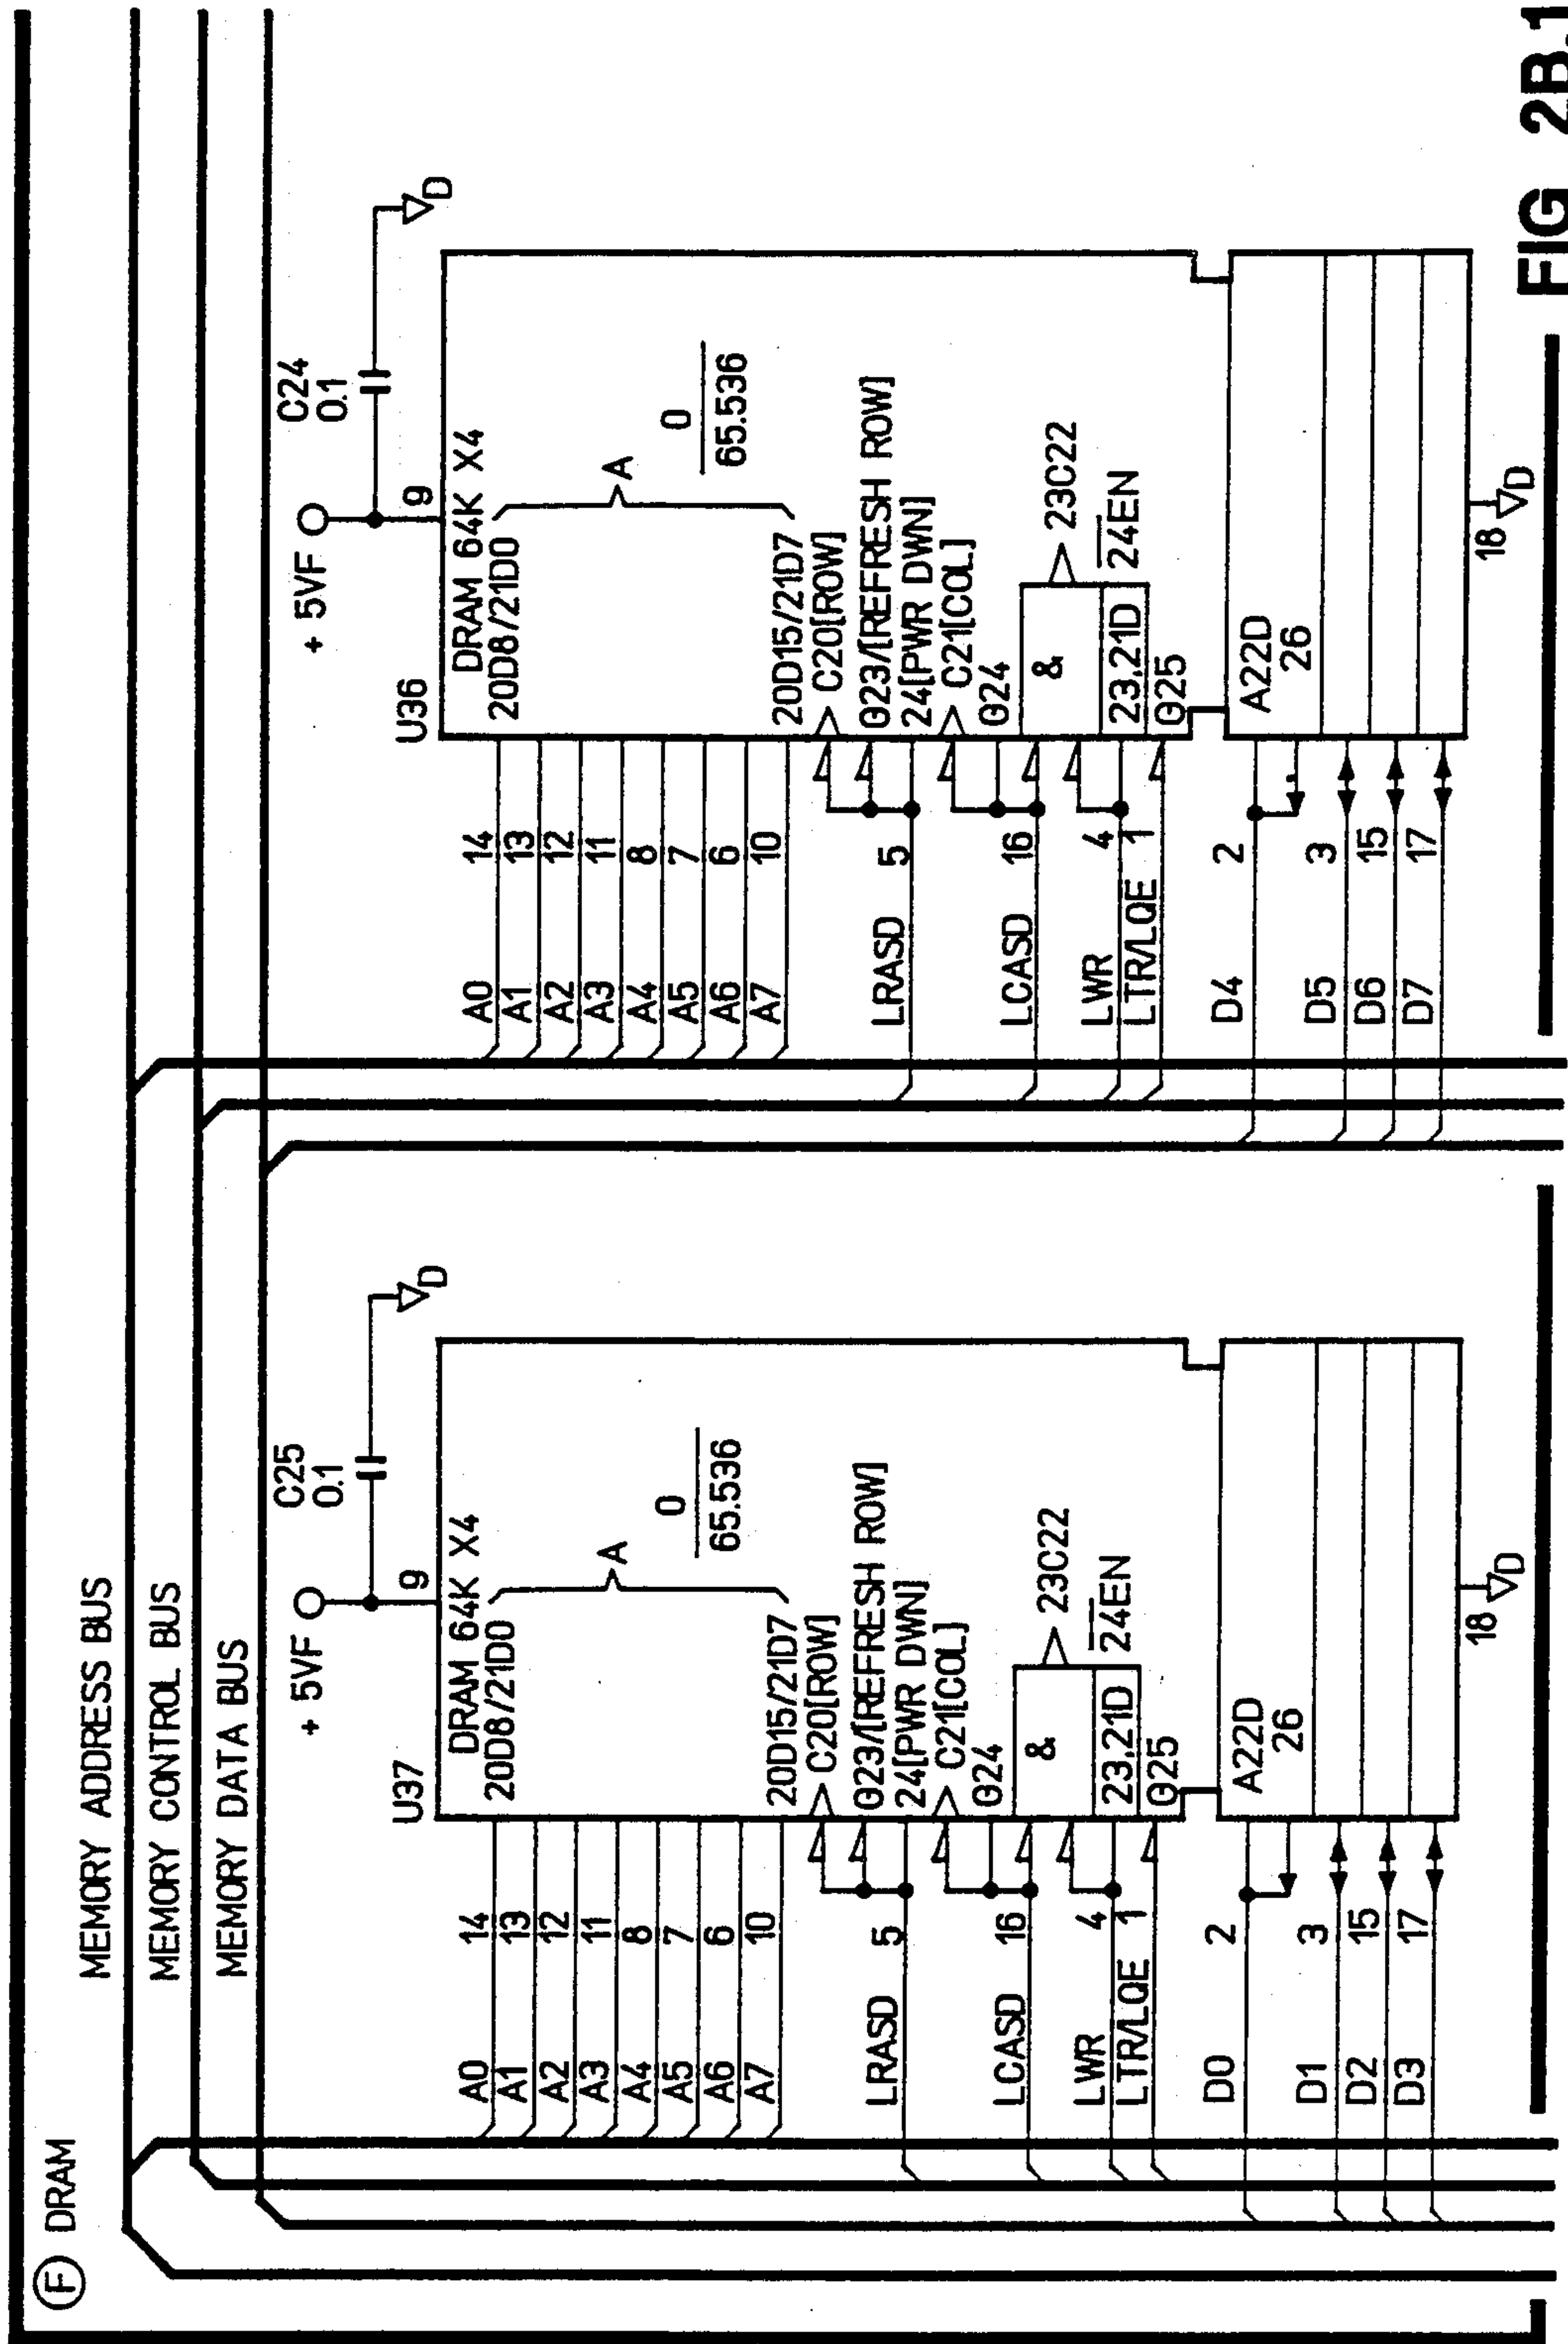 F DRAM
MEMORY ADDRESS BUS
MEMORY CONTROL BUS
MEMORY DATA BUS
+ 5VF
C25
0.1
D
U37
9
DRAM 64K X4
20D8/21D0
A
0
65.536
20D15/21D7
C20[ROW]
G23/[REFRESH ROW]
24[PWR DWN]
C21[COL]
G24
&
23C22
23,21D
24EN
G25
A22D
26
18
D
A0 14
A1 13
A2 12
A3 11
A4 8
A5 7
A6 6
A7 10
LRASD 5
LCASD 16
LWR 4
LTR/LQE 1
D0 2
D1 3
D2 15
D3 17
+ 5VF
C24
0.1
D
U36
9
DRAM 64K X4
20D8/21D0
A
0
65.536
20D15/21D7
C20[ROW]
G23/[REFRESH ROW]
24[PWR DWN]
C21[COL]
G24
&
23C22
23,21D
24EN
G25
A22D
26
18
D
A0 14
A1 13
A2 12
A3 11
A4 8
A5 7
A6 6
A7 10
LRASD 5
LCASD 16
LWR 4
LTR/LQE 1
D4 2
D5 3
D6 15
D7 17
FIG 2B.1